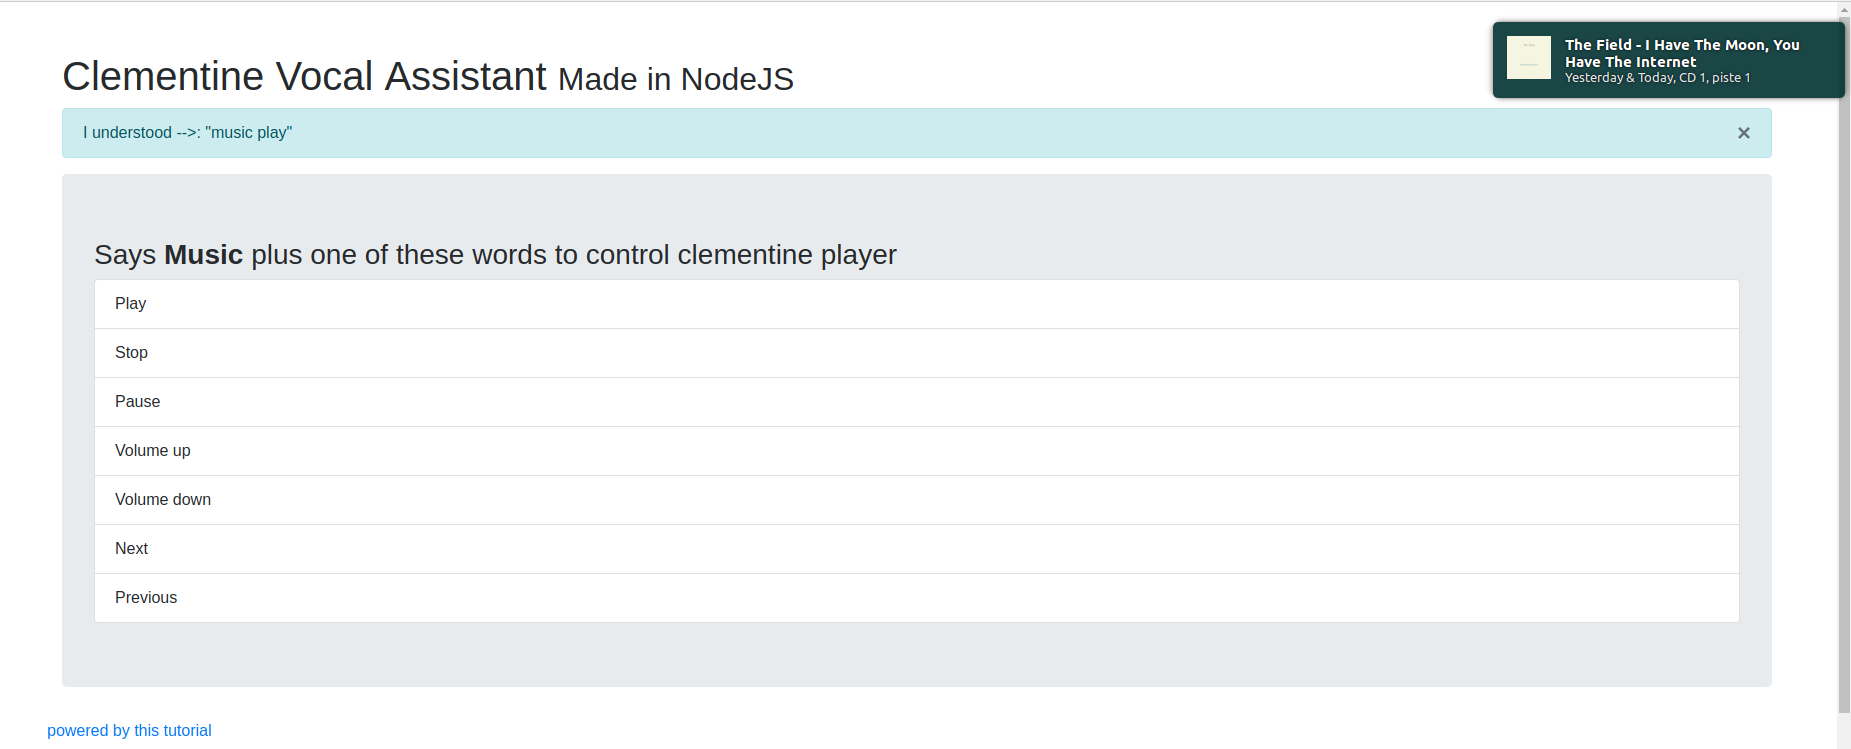 Clementine Vocal Assistant Made in NodeJS
The Field - I Have The Moon, You
Have The Internet
Yesterday & Today, CD 1, piste 1
I understood -->: "music play"
×
Says Music plus one of these words to control clementine player
Play
Stop
Pause
Volume up
Volume down
Next
Previous
powered by this tutorial